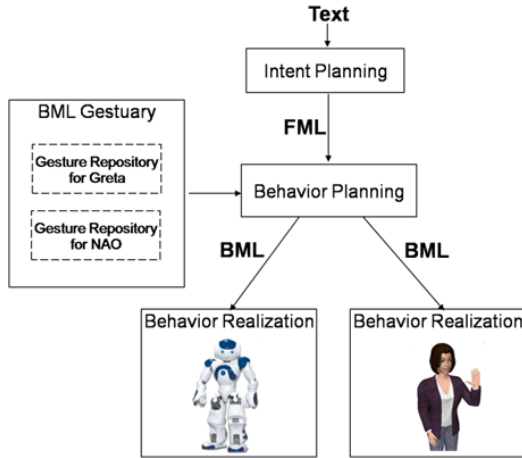 Text
Intent Planning
FML
BML Gestuary
Gesture Repository
for Greta
Gesture Repository
for NAO
Behavior Planning
BML
BML
Behavior Realization
Behavior Realization